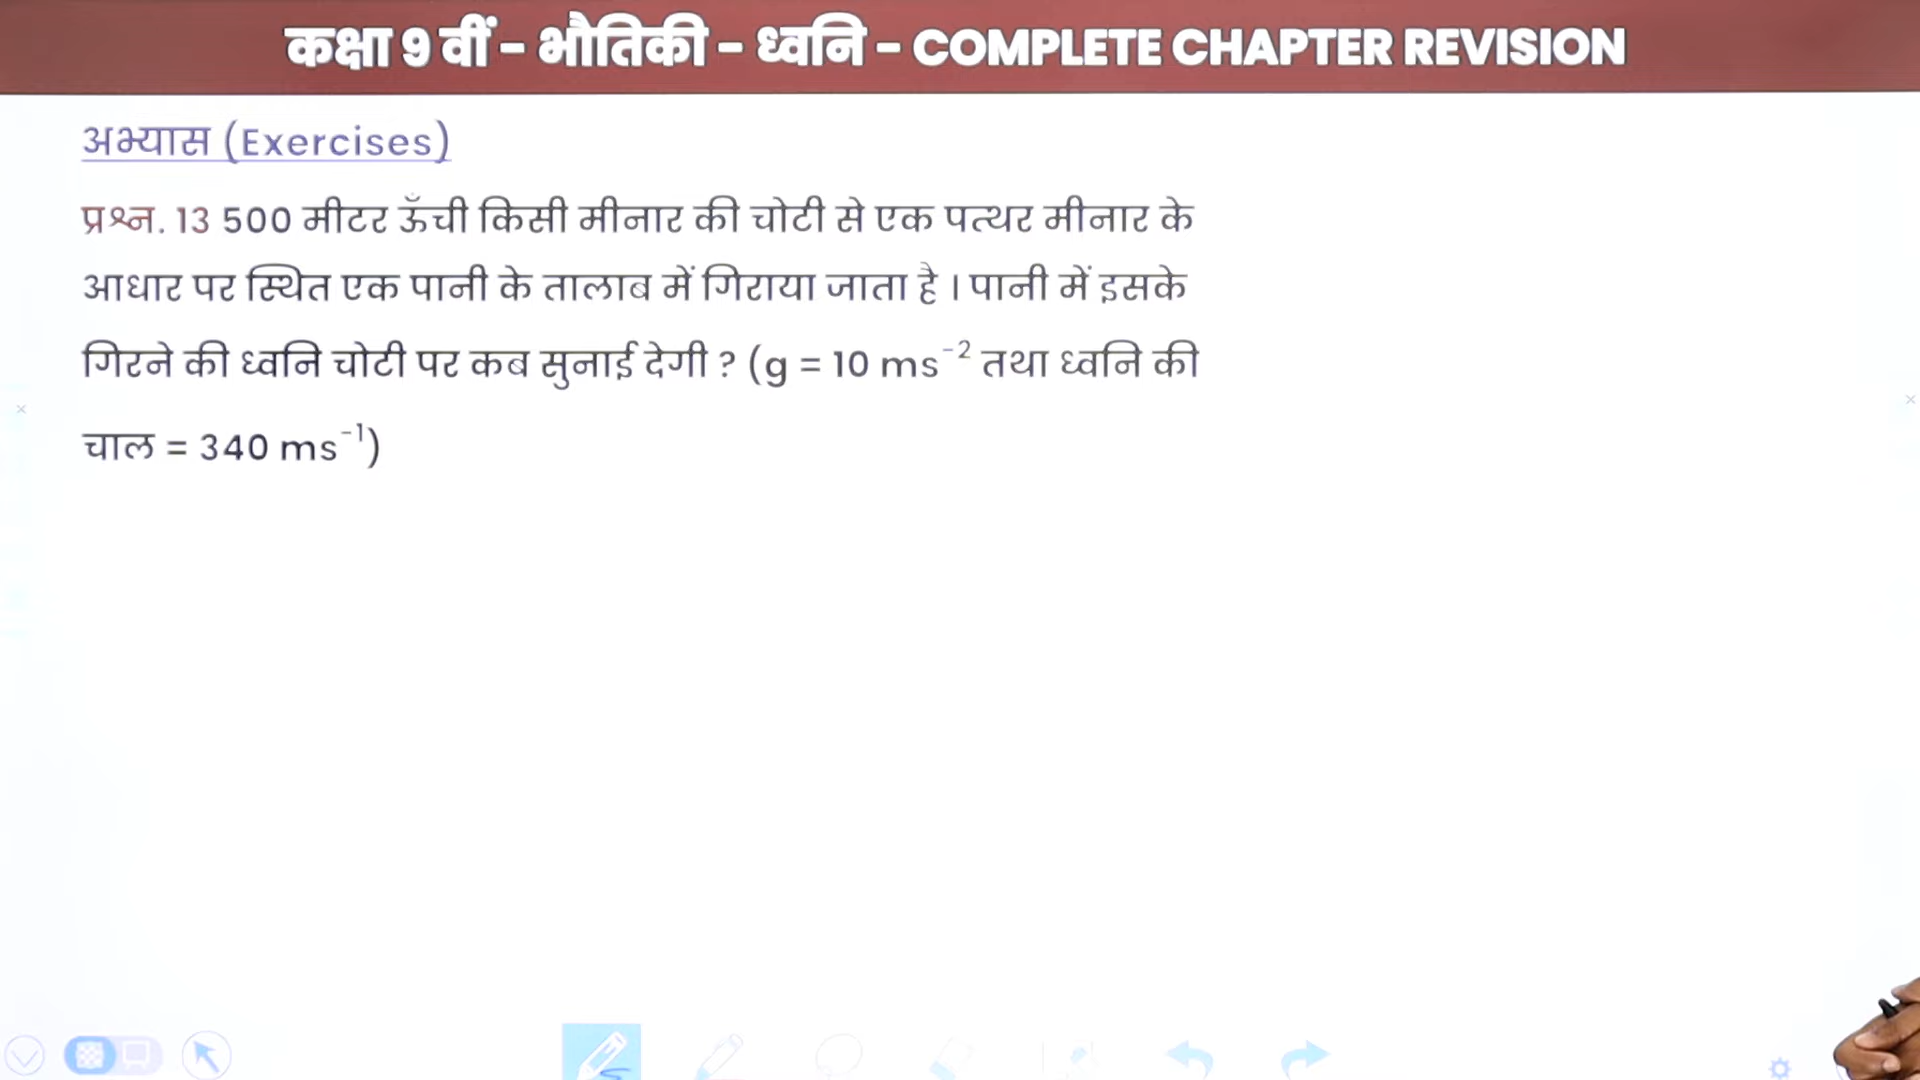 कक्षा 9 वीं – भौतिकी – ध्वनि – COMPLETE CHAPTER REVISION
अभ्यास (Exercises)
प्रश्न. 13 500 मीटर ऊँची किसी मीनार की चोटी से एक पत्थर मीनार के
आधार पर स्थित एक पानी के तालाब में गिराया जाता है । पानी में इसके
गिरने की ध्वनि चोटी पर कब सुनाई देगी ? (g = 10 ms⁻² तथा ध्वनि की
चाल = 340 ms⁻¹)